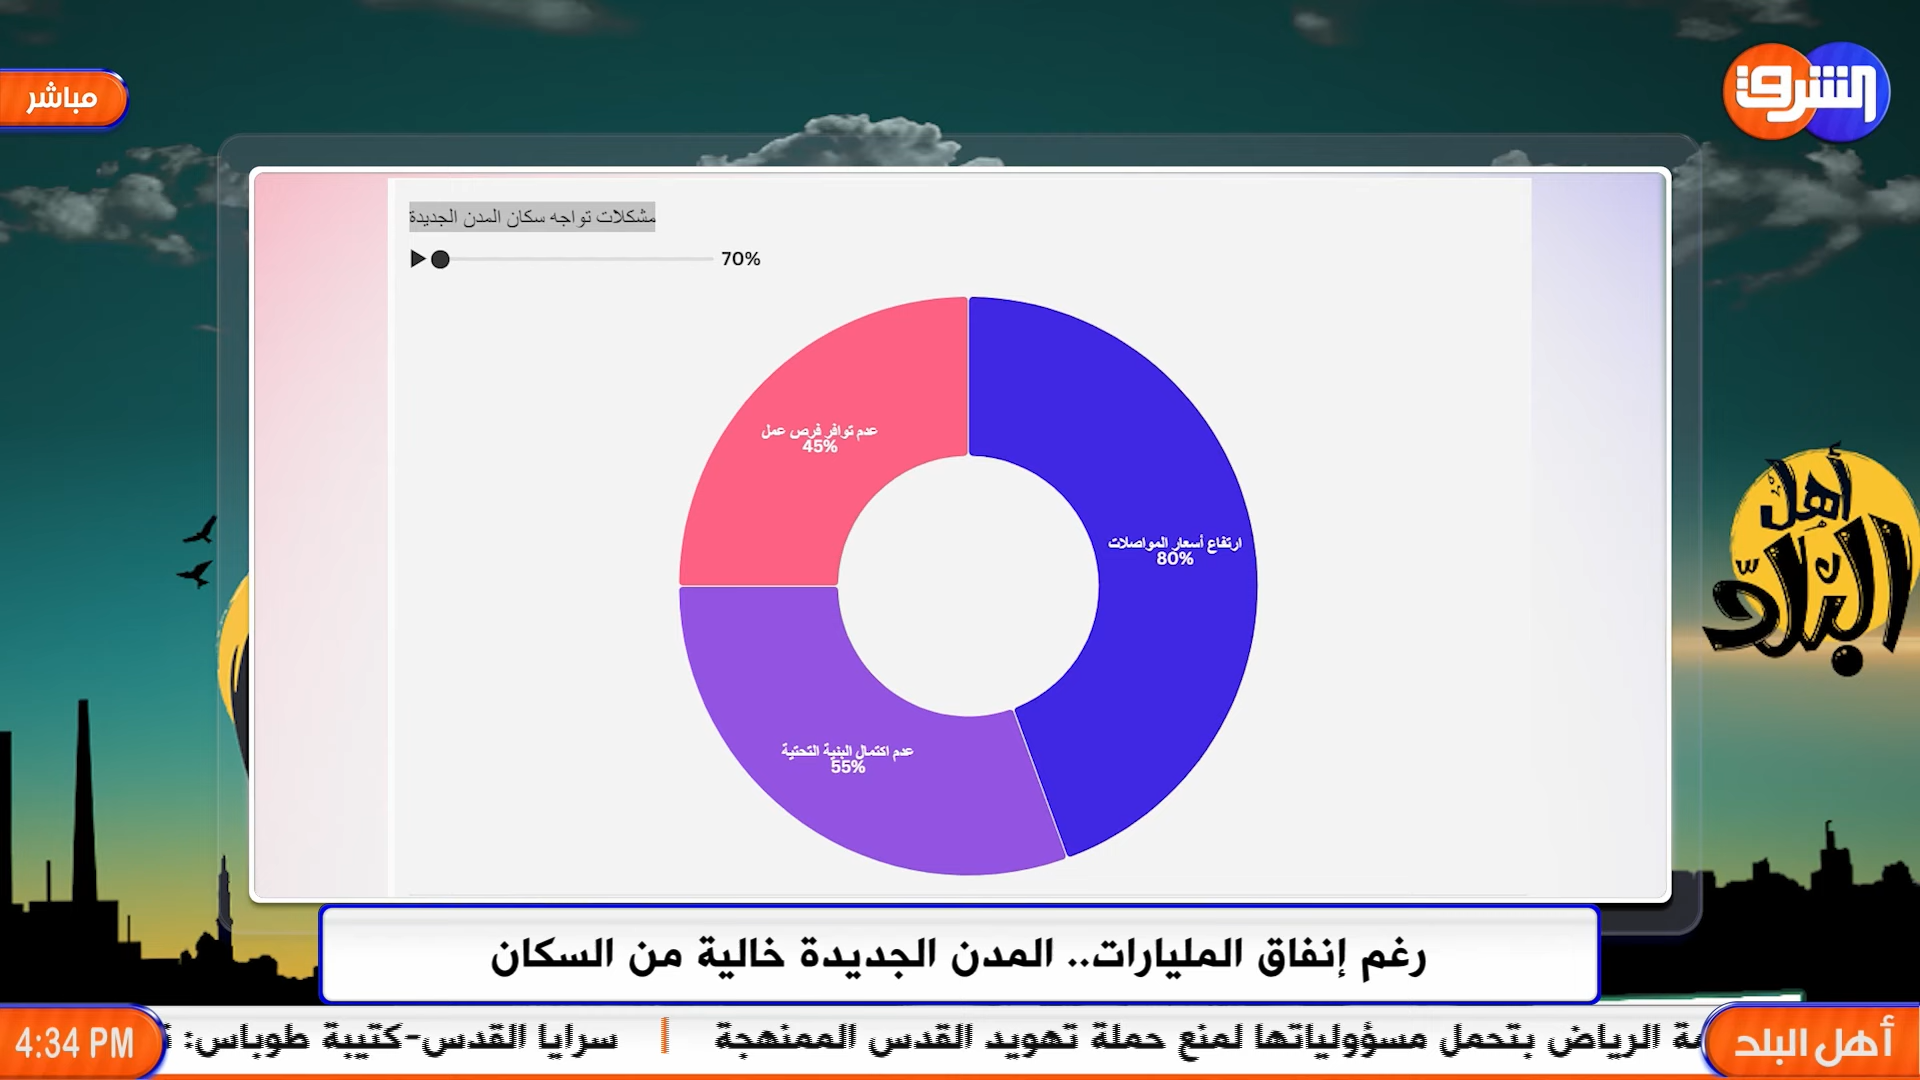 الشرق
مباشر
مشكلات تواجه سكان المدن الجديدة
70%
عدم توافر فرص عمل
45%
ارتفاع أسعار المواصلات
80%
عدم اكتمال البنية التحتية
55%
أهل
البلد
رغم إنفاق المليارات.. المدن الجديدة خالية من السكان
أهل البلد
الرياض بتحمل مسؤولياتها لمنع حملة تهويد القدس الممنهجة | سرايا القدس-كتيبة طوباس:
4:34 PM